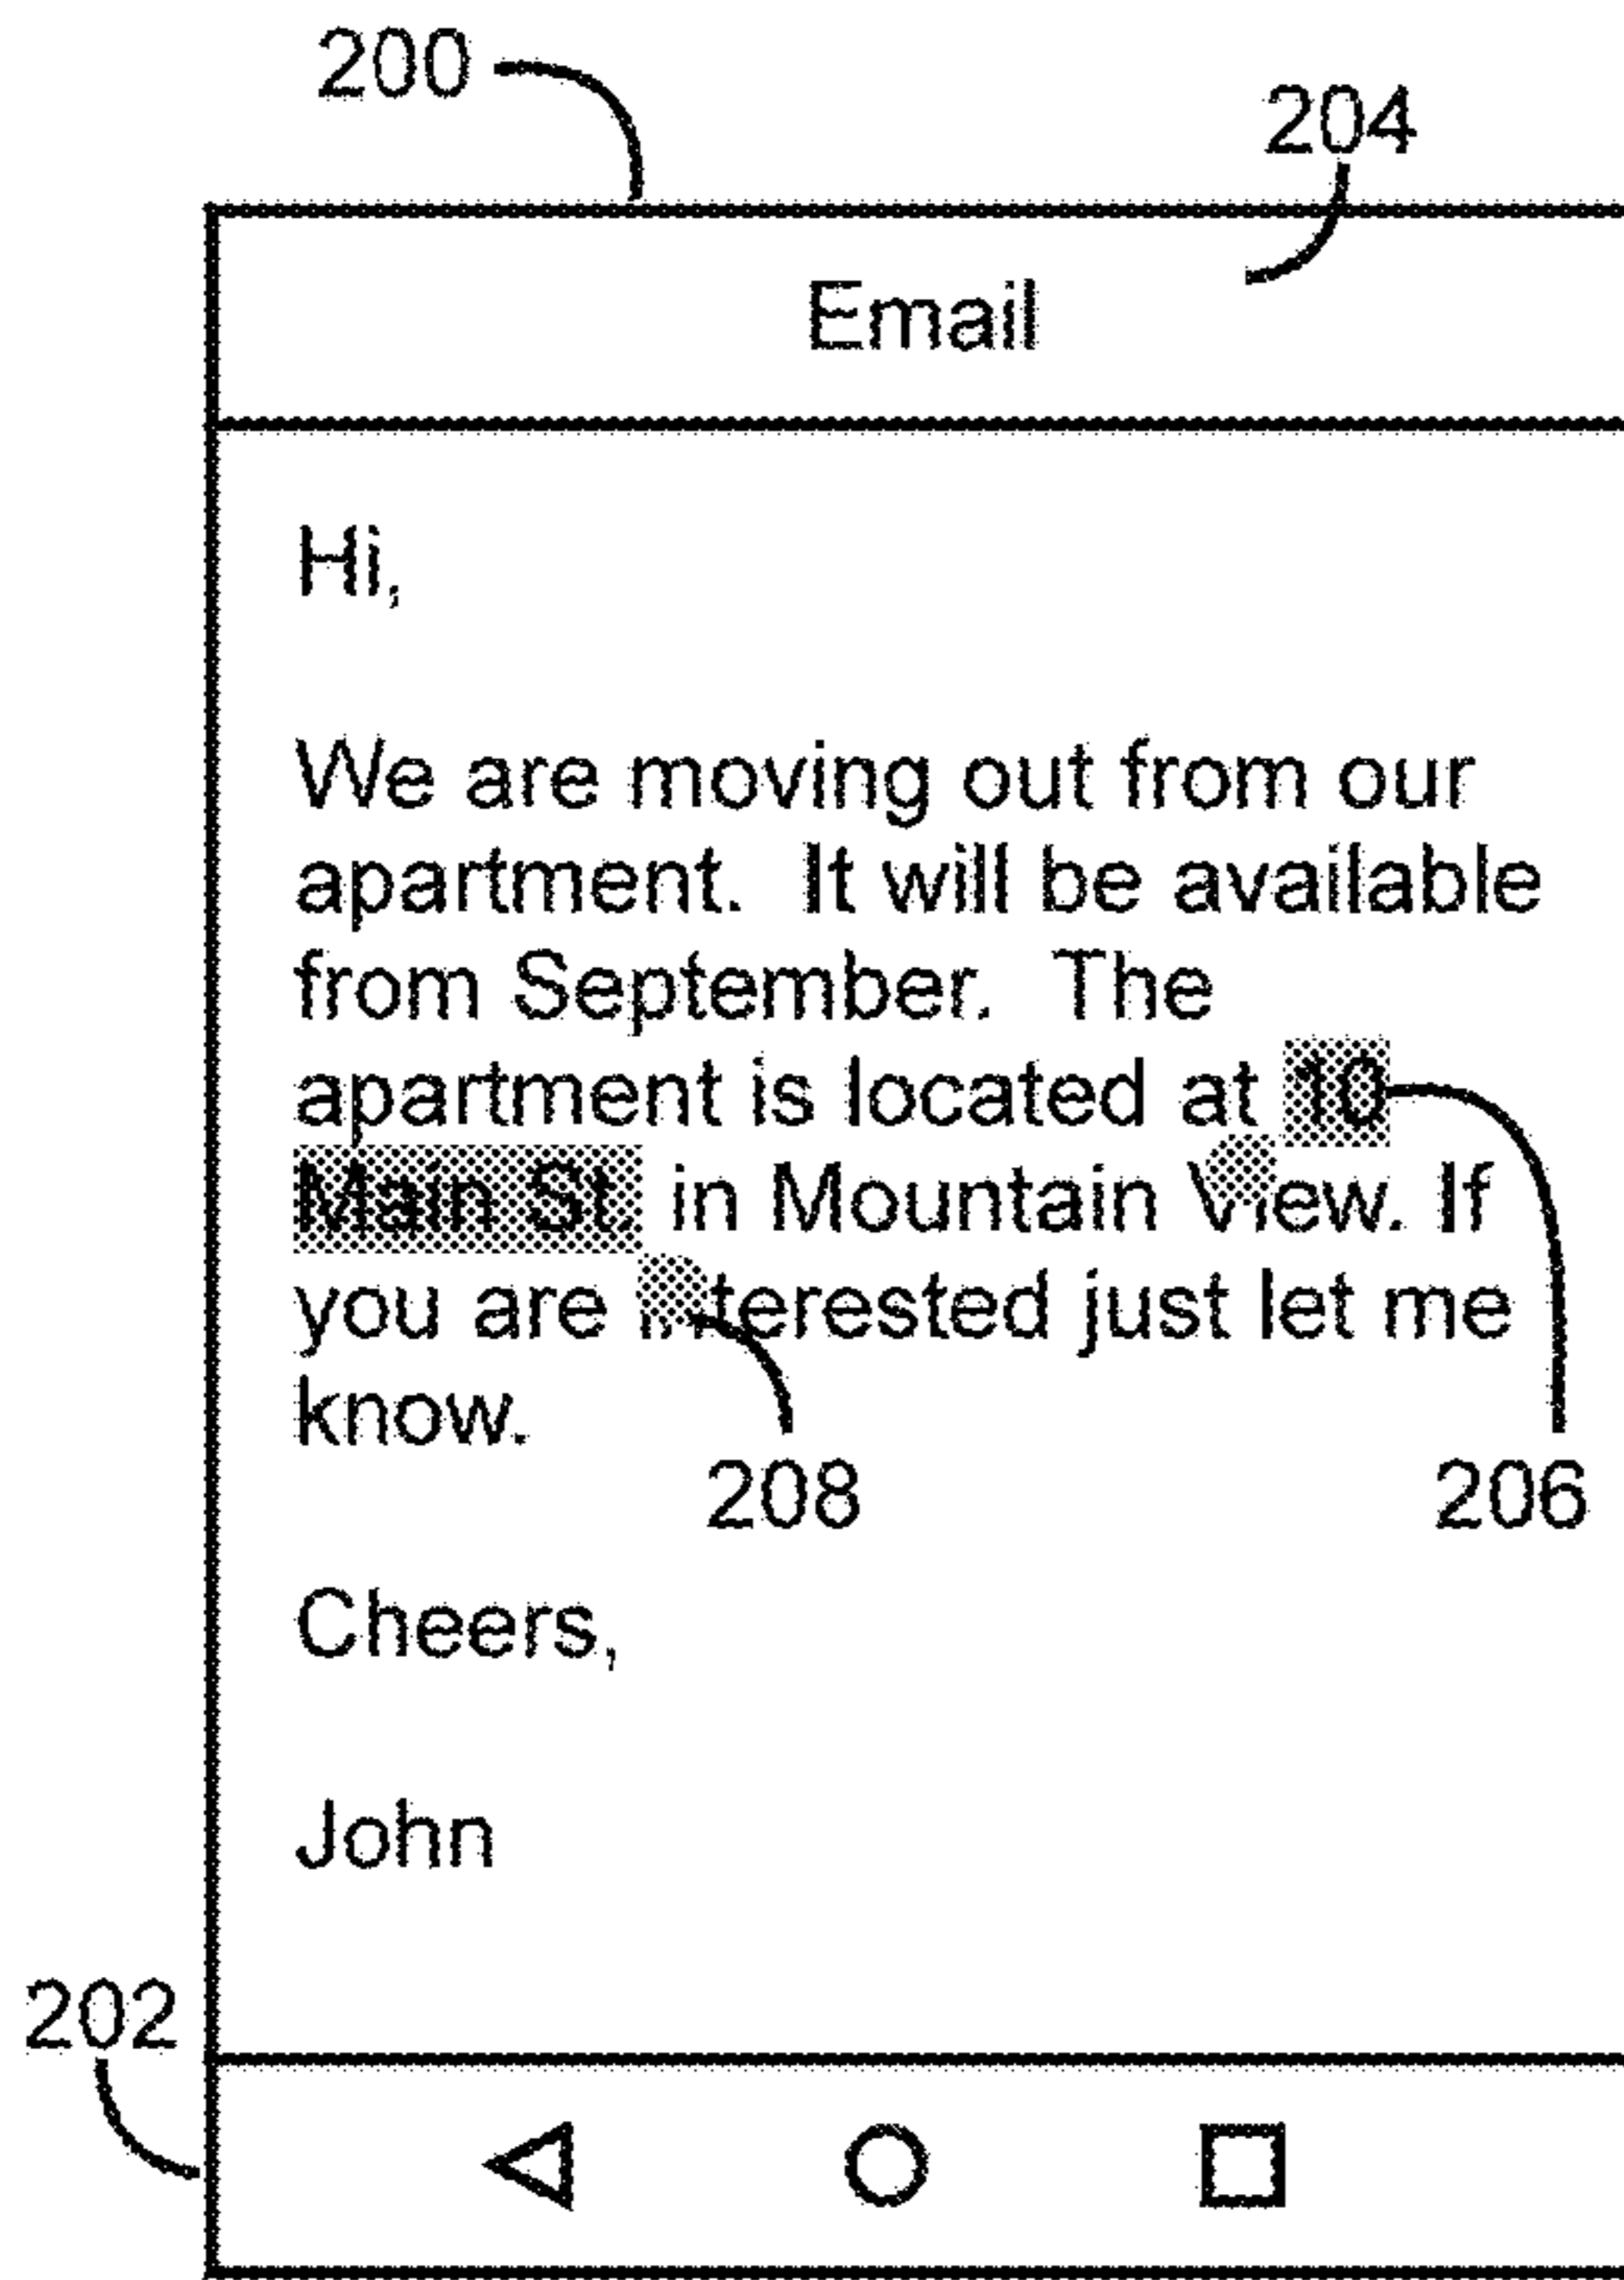 200
204
Email
Hi,
We are moving out from our
apartment. It will be available
from September. The
apartment is located at 10
Main St. in Mountain View. If
you are interested just let me
know.
208
206
Cheers,
John
202